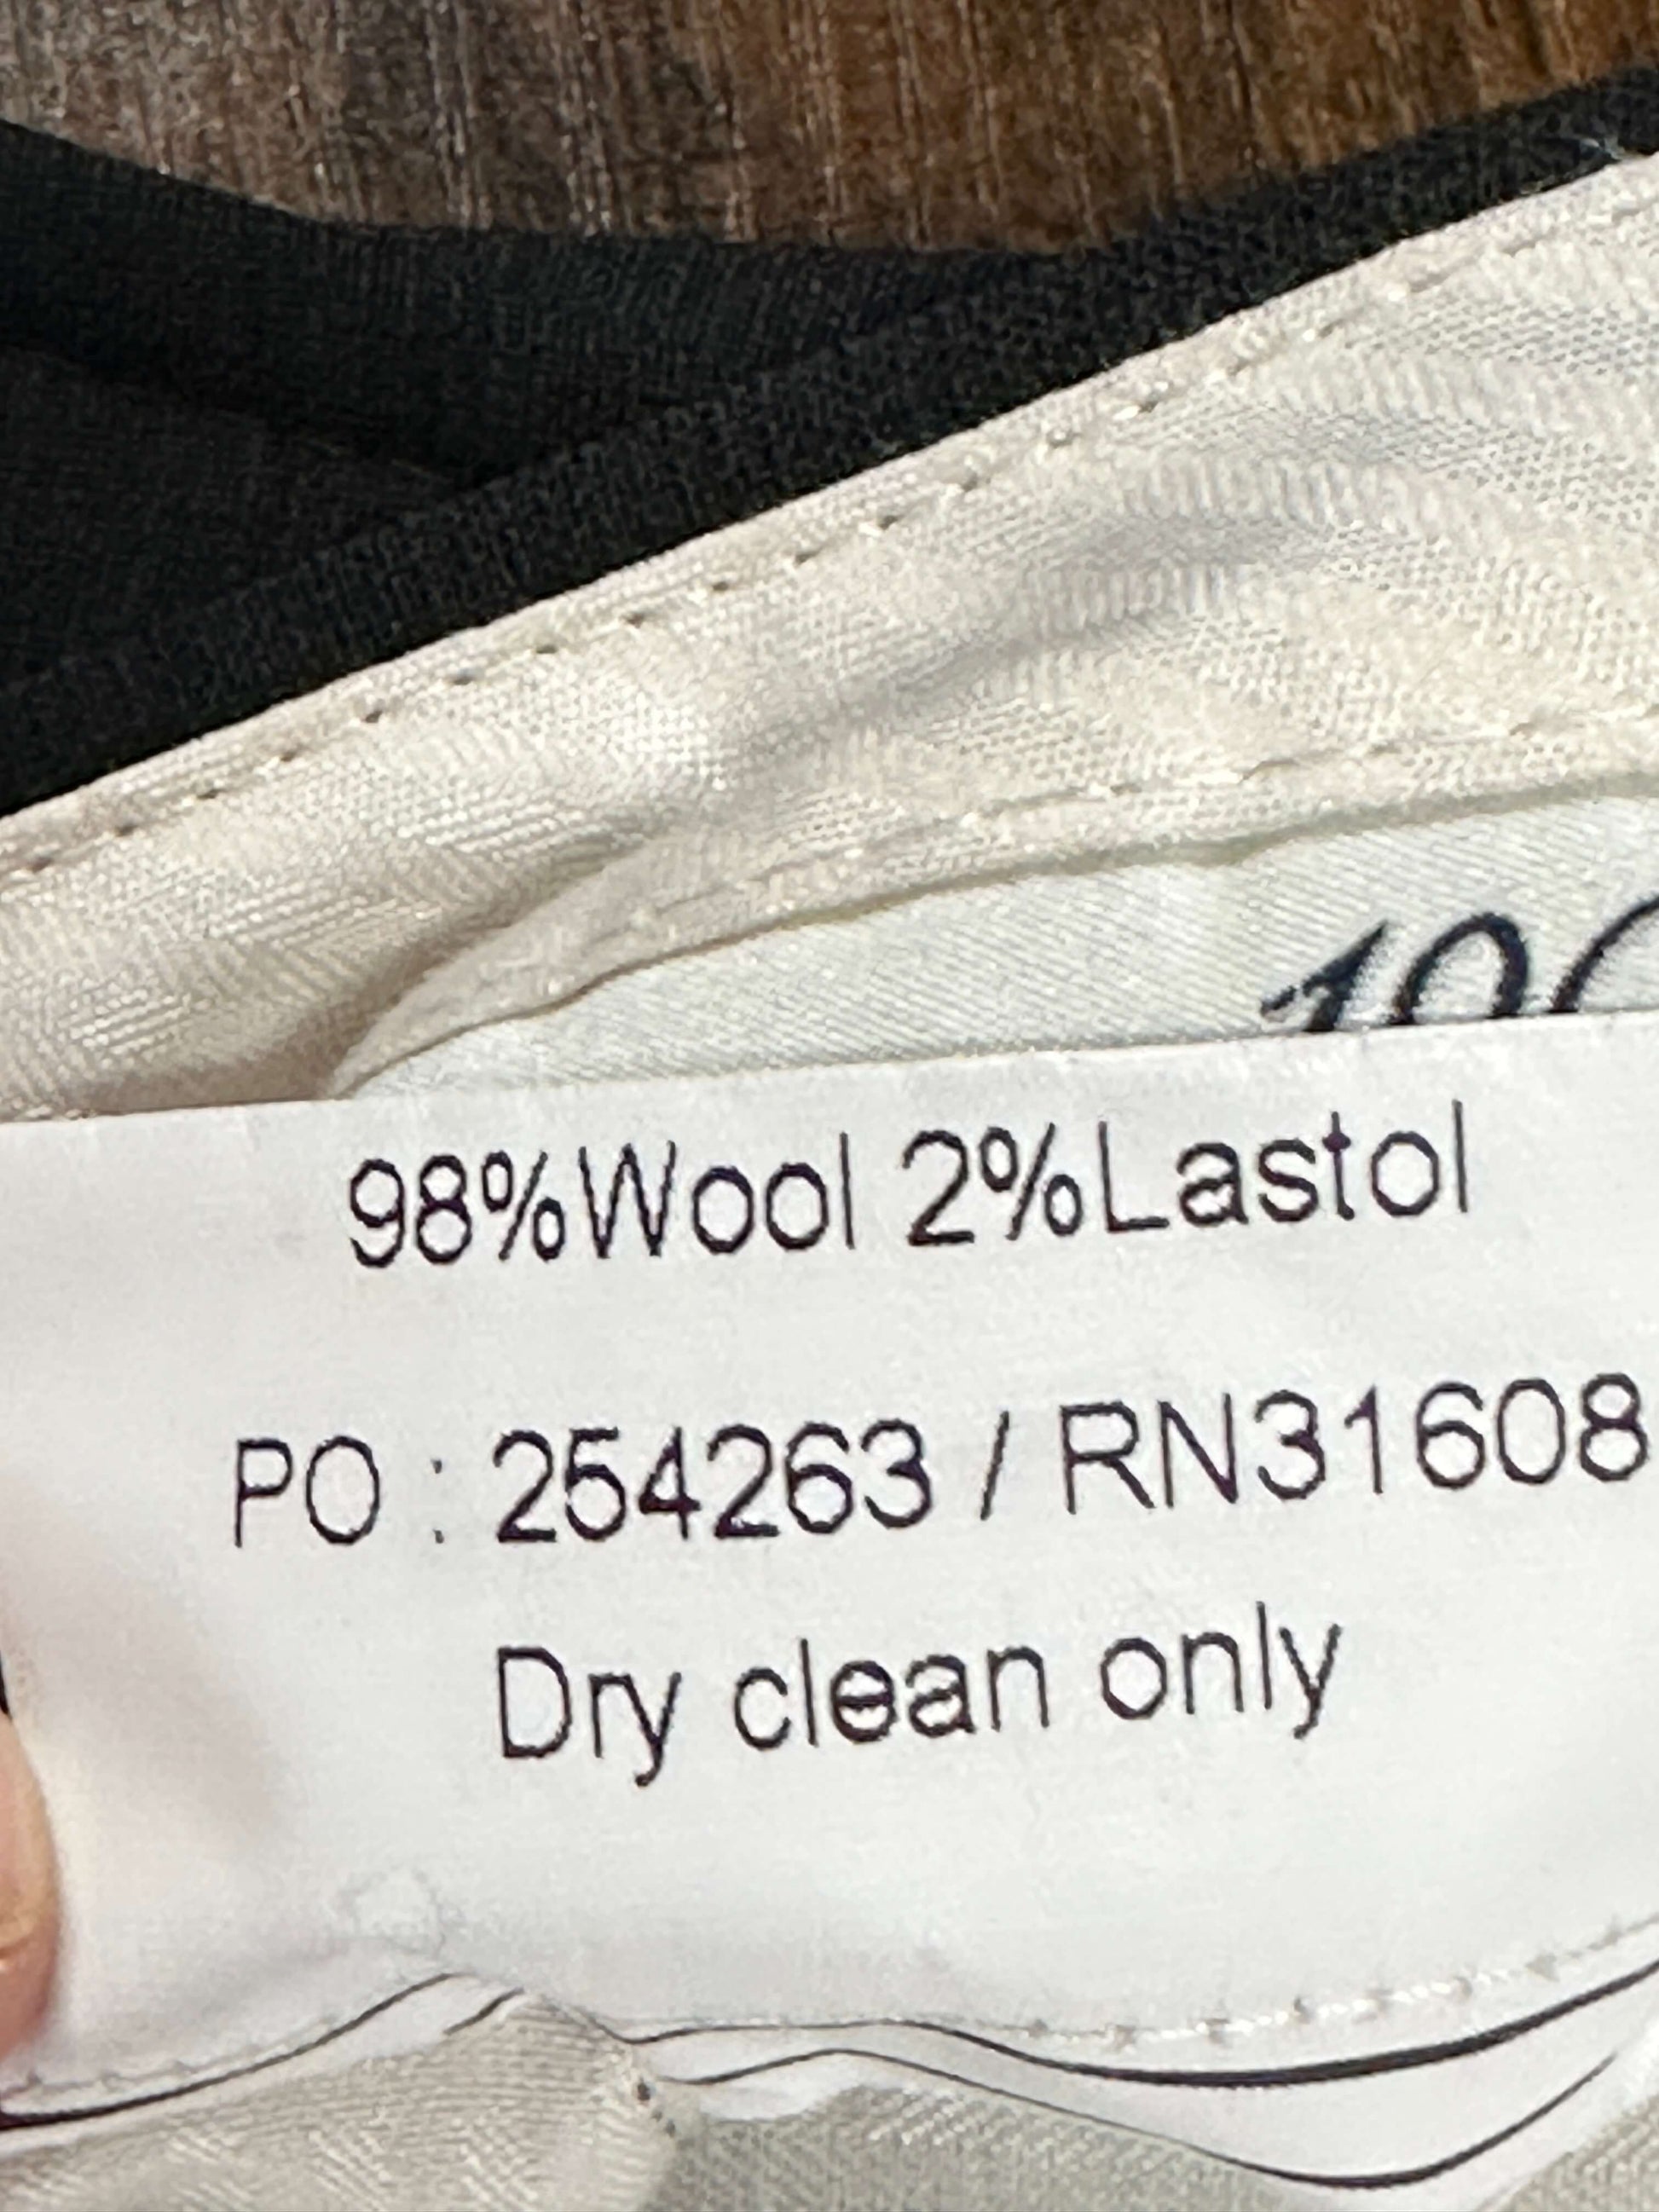 98%Wool 2%Lastol
PO : 254263 / RN31608
Dry clean only